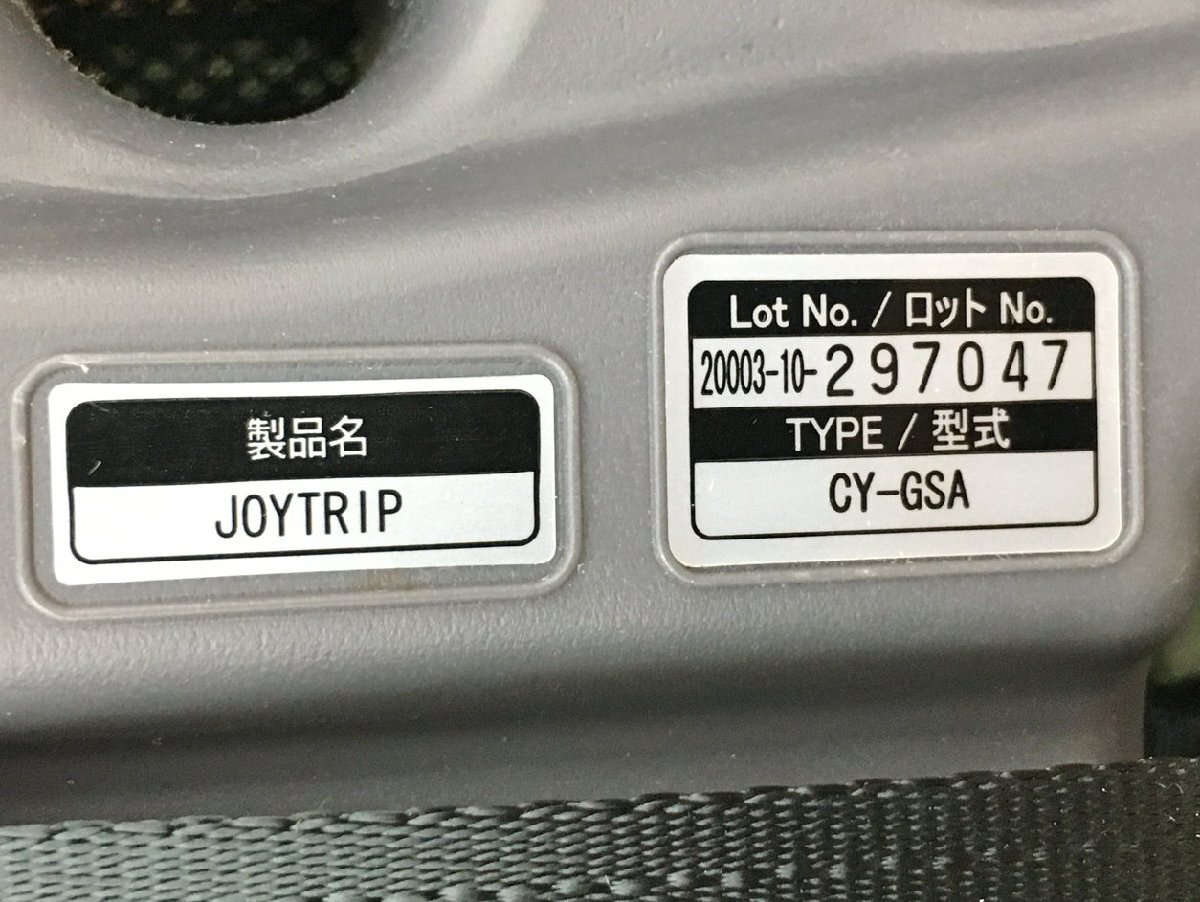 製品名
JOYTRIP
Lot No. / ロット No.
20003-10-297047
TYPE / 型式
CY-GSA